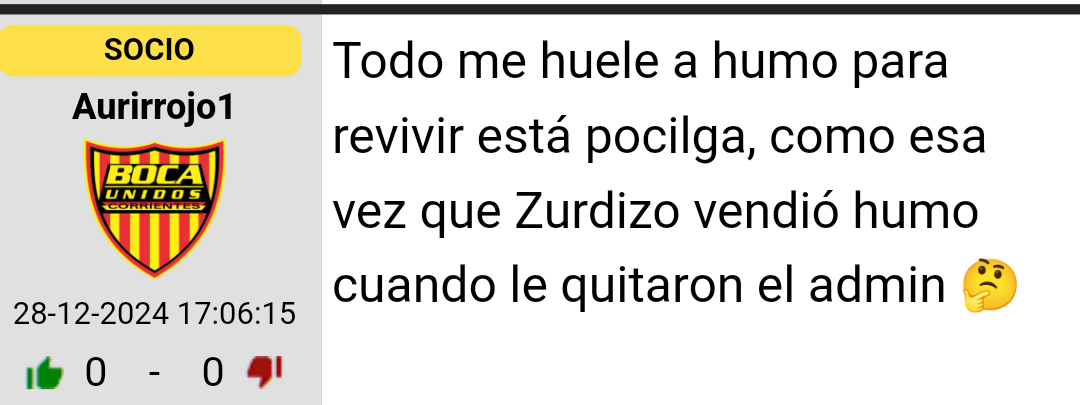 SOCIO
Aurirrojo1
BOCA
UNIDOS
CORRIENTES
28-12-2024 17:06:15
0 - 0
Todo me huele a humo para
revivir está pocilga, como esa
vez que Zurdizo vendió humo
cuando le quitaron el admin 🤔